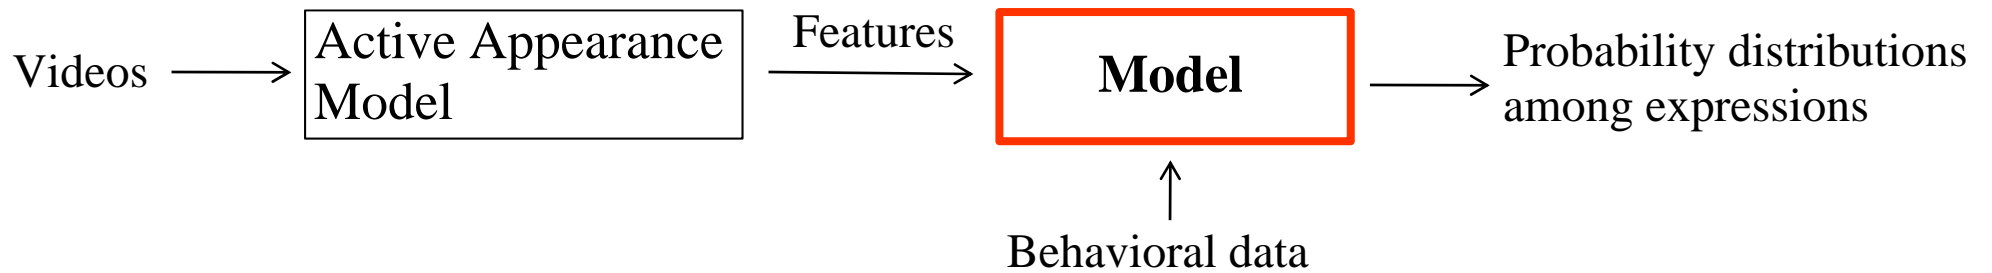 Videos
Active Appearance
Model
Features
Model
Probability distributions
among expressions
Behavioral data